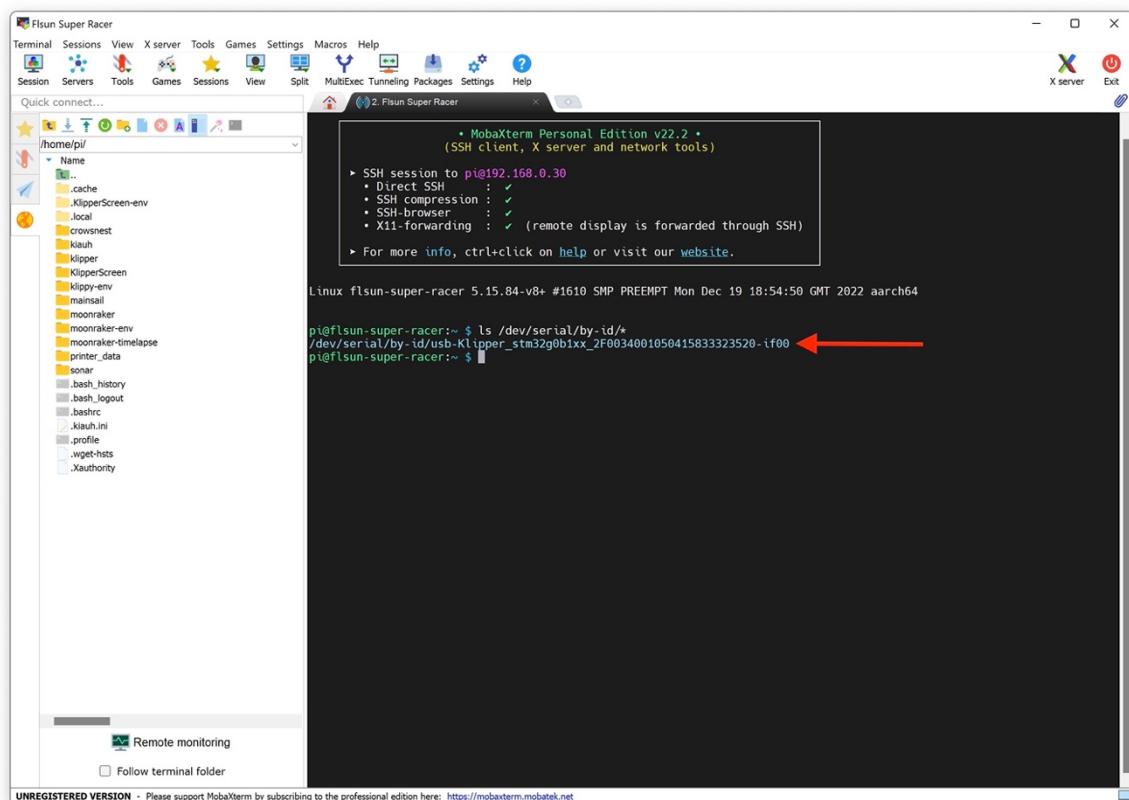 Flsun Super Racer
Terminal Sessions View X server Tools Games Settings Macros Help
Session Servers Tools Games Sessions View Split MultiExec Tunneling Packages Settings Help X server Exit
Quick connect...
2. Flsun Super Racer
/home/pi/
Name
..
.cache
.KlipperScreen-env
.local
crowsnest
kiauh
klipper
KlipperScreen
klippy-env
mainsail
moonraker
moonraker-env
moonraker-timelapse
printer_data
sonar
.bash_history
.bash_logout
.bashrc
.kiauh.ini
.profile
.wget-hsts
.Xauthority
Remote monitoring
Follow terminal folder
• MobaXterm Personal Edition v22.2 •
(SSH client, X server and network tools)
➤ SSH session to pi@192.168.0.30
• Direct SSH : ✔
• SSH compression : ✔
• SSH-browser : ✔
• X11-forwarding : ✔ (remote display is forwarded through SSH)
➤ For more info, ctrl+click on help or visit our website.
Linux flsun-super-racer 5.15.84-v8+ #1610 SMP PREEMPT Mon Dec 19 18:54:50 GMT 2022 aarch64
pi@flsun-super-racer:~ $ ls /dev/serial/by-id/*
/dev/serial/by-id/usb-Klipper_stm32g0b1xx_2F0034001050415833323520-if00
pi@flsun-super-racer:~ $
UNREGISTERED VERSION - Please support MobaXterm by subscribing to the professional edition here: https://mobaxterm.mobatek.net